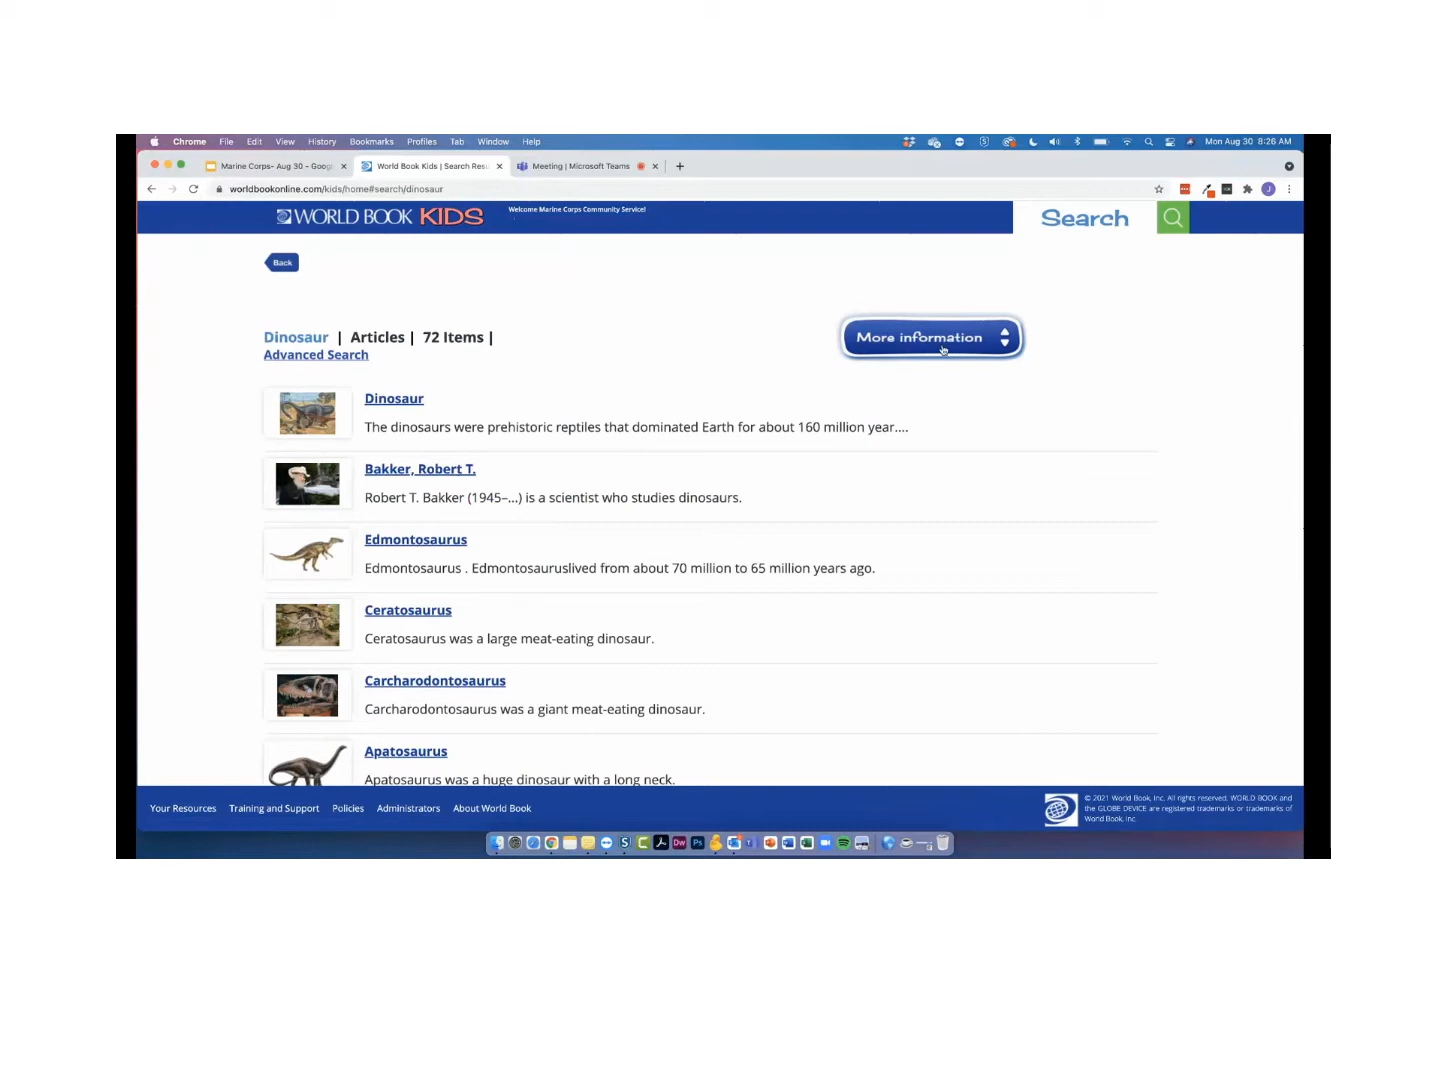 Chrome File Edit View History Bookmarks Profiles Tab Window Help Mon Aug 30 8:26 AM
Marine Corps- Aug 30 - Goog World Book Kids | Search Resu Meeting | Microsoft Teams
worldbookonline.com/kids/home#search/dinosaur
WORLD BOOK KIDS Welcome Marine Corps Community Service! Search
Back
Dinosaur | Articles | 72 Items |
More information
Advanced Search
Dinosaur
The dinosaurs were prehistoric reptiles that dominated Earth for about 160 million year....
Bakker, Robert T.
Robert T. Bakker (1945–...) is a scientist who studies dinosaurs.
Edmontosaurus
Edmontosaurus . Edmontosauruslived from about 70 million to 65 million years ago.
Ceratosaurus
Ceratosaurus was a large meat-eating dinosaur.
Carcharodontosaurus
Carcharodontosaurus was a giant meat-eating dinosaur.
Apatosaurus
Apatosaurus was a huge dinosaur with a long neck.
Your Resources Training and Support Policies Administrators About World Book
© 2021 World Book, Inc. All rights reserved. WORLD BOOK and
the GLOBE DEVICE are registered trademarks or trademarks of
World Book, Inc.